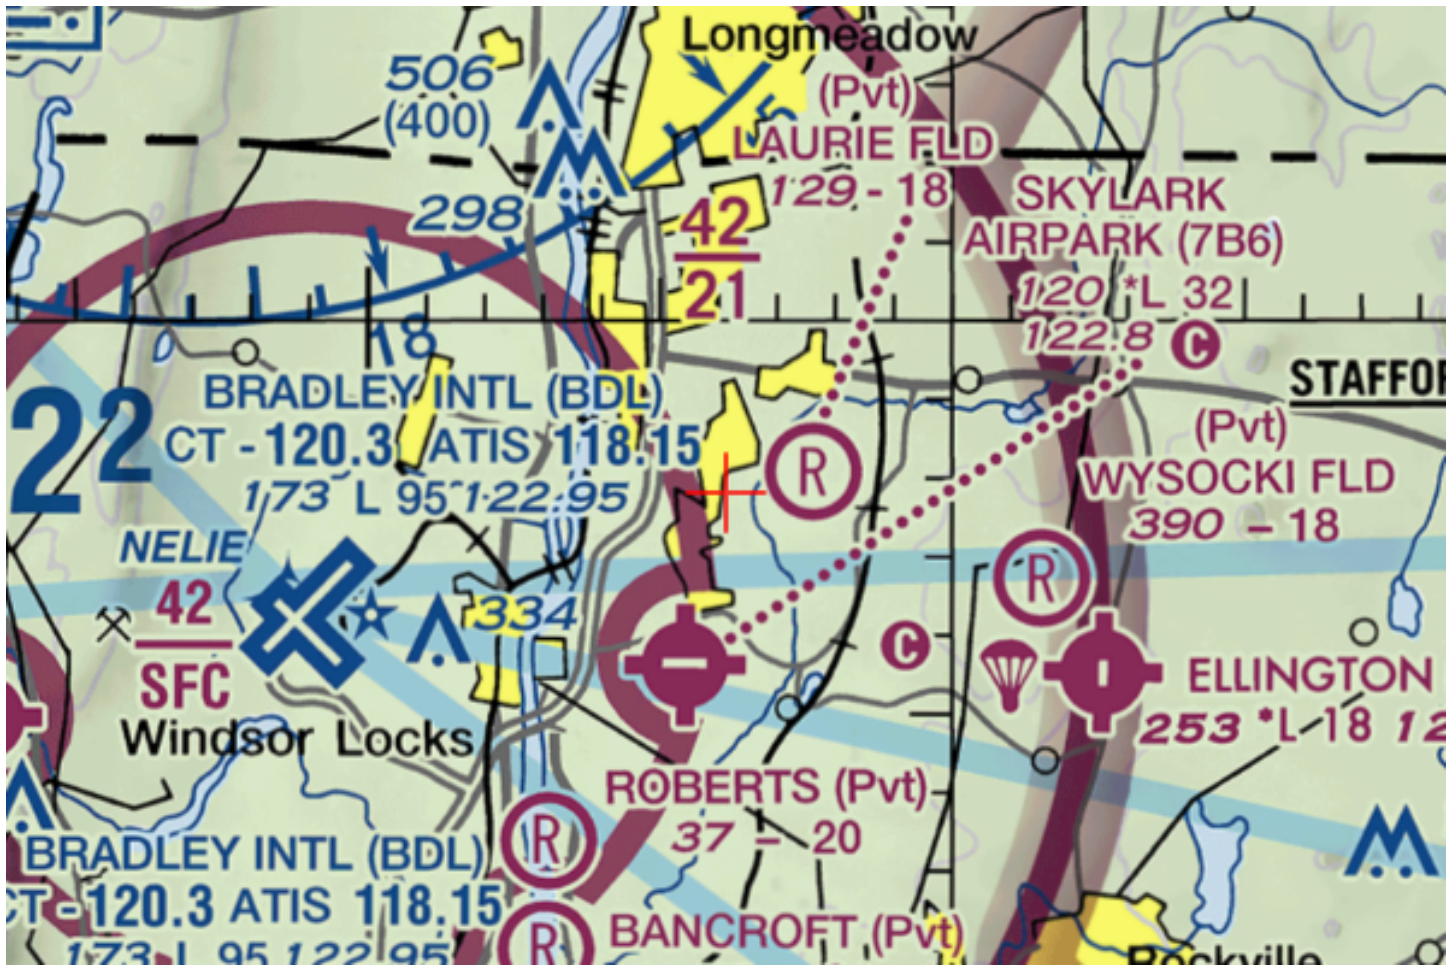 Longmeadow
506
(400)
(Pvt)
LAURIE FLD
129 - 18
298
42
21
SKYLARK
AIRPARK (7B6)
120 *L 32
122.8 C
18
15
22
BRADLEY INTL (BDL)
CT - 120.3 ATIS 118.15
173 L 95 122.95
STAFFOR
(Pvt)
WYSOCKI FLD
390 - 18
R
R
NELIE
42
SFC
334
C
ELLINGTON
253 *L 18 12
Windsor Locks
ROBERTS (Pvt)
37 - 20
R
BRADLEY INTL (BDL)
CT - 120.3 ATIS 118.15
173 L 95 122.95
R
BANCROFT (Pvt)
Rockville